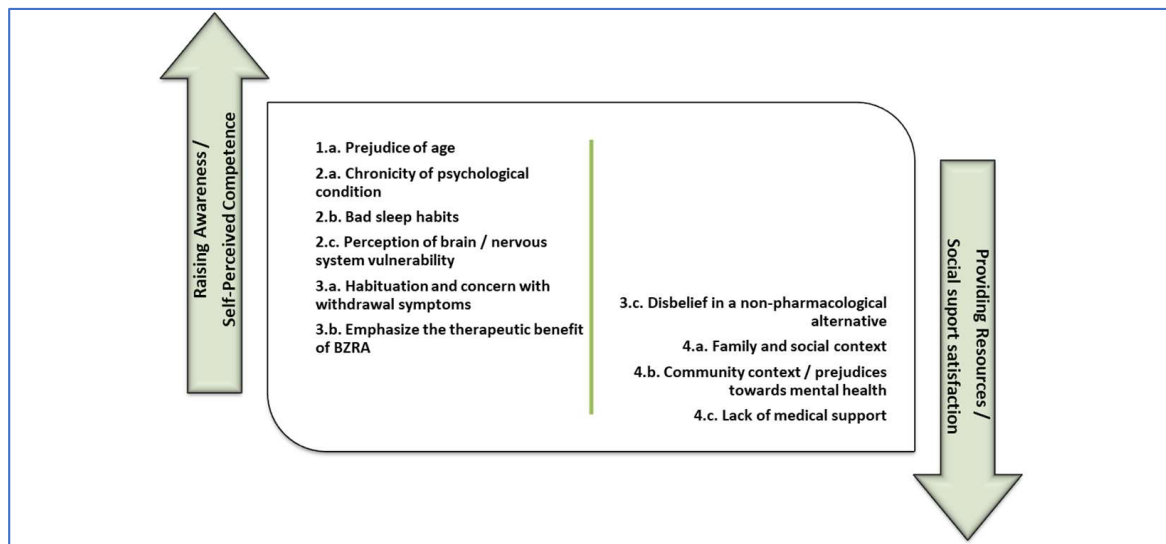 Raising Awareness /
Self-Perceived Competence
1.a. Prejudice of age
2.a. Chronicity of psychological
condition
2.b. Bad sleep habits
2.c. Perception of brain / nervous
system vulnerability
3.a. Habituation and concern with
withdrawal symptoms
3.b. Emphasize the therapeutic benefit
of BZRA
3.c. Disbelief in a non-pharmacological
alternative
4.a. Family and social context
4.b. Community context / prejudices
towards mental health
4.c. Lack of medical support
Providing Resources /
Social support satisfaction